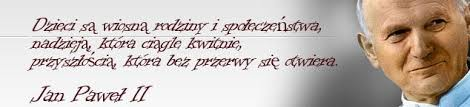 Dzieci są wiosną rodziny i społeczeństwa,
nadzieją, która ciągle kwitnie,
przyszłością, która bez przerwy się otwiera.
Jan Paweł II